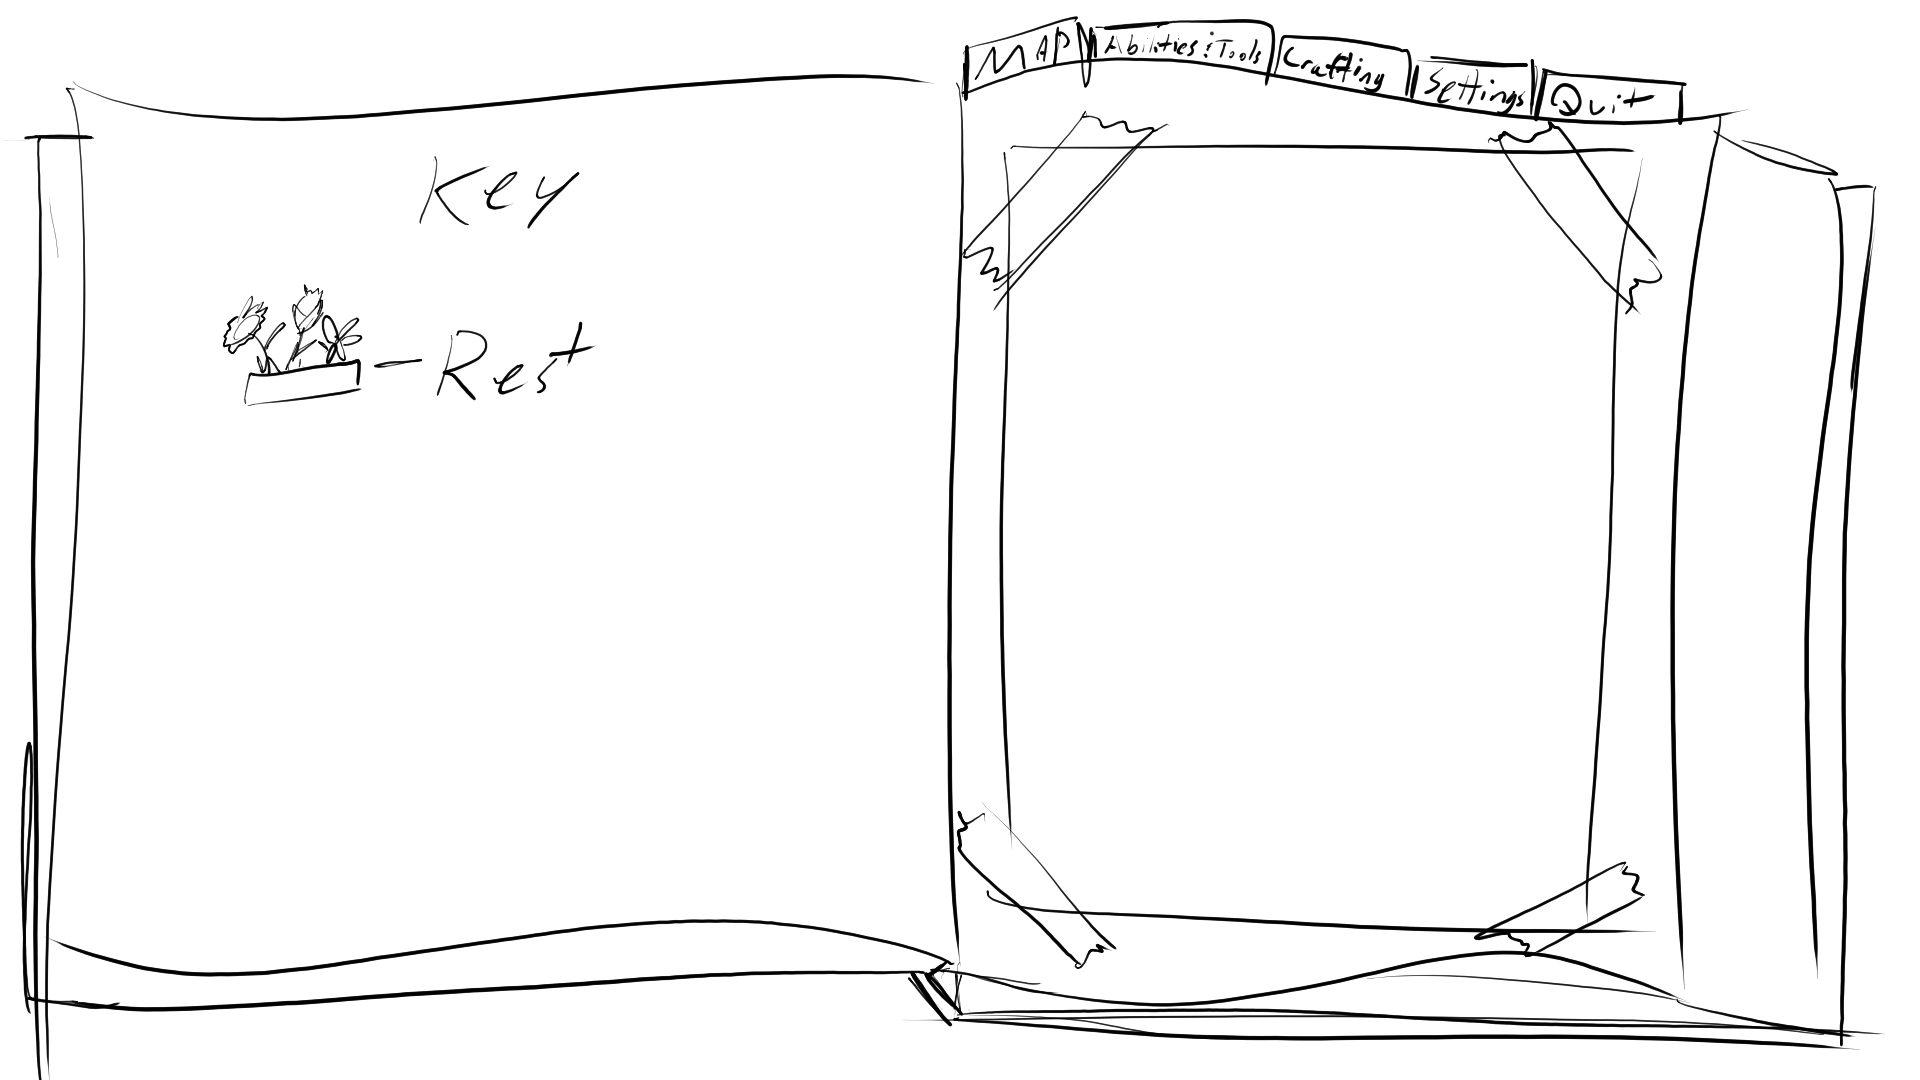 MAP
Abilities & Tools
Crafting
Settings
Quit
Key
- Rest